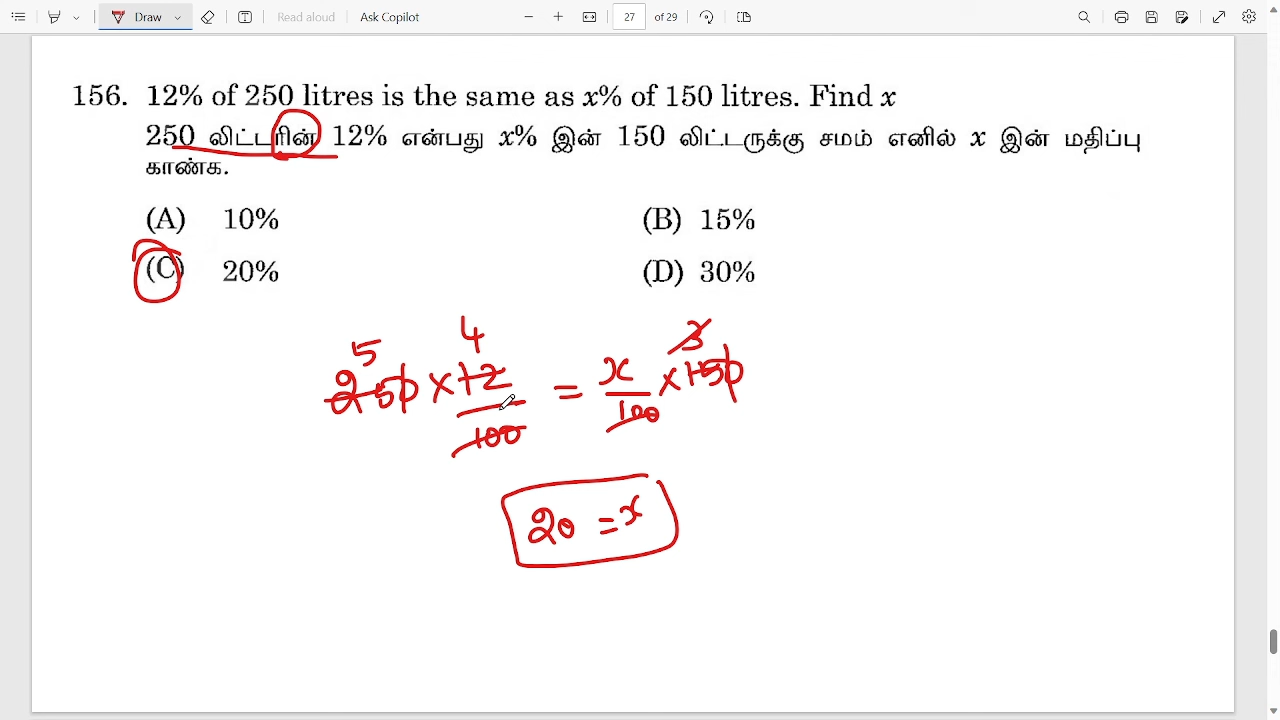 Draw
Read aloud
Ask Copilot
27 of 29
156. 12% of 250 litres is the same as x% of 150 litres. Find x
250 லிட்டரின் 12% என்பது x% இன் 150 லிட்டருக்கு சமம் எனில் x இன் மதிப்பு
காண்க.
(A) 10% (B) 15%
(C) 20% (D) 30%
5 4 3
250 x 12 = x x 150
100 100
20 = x